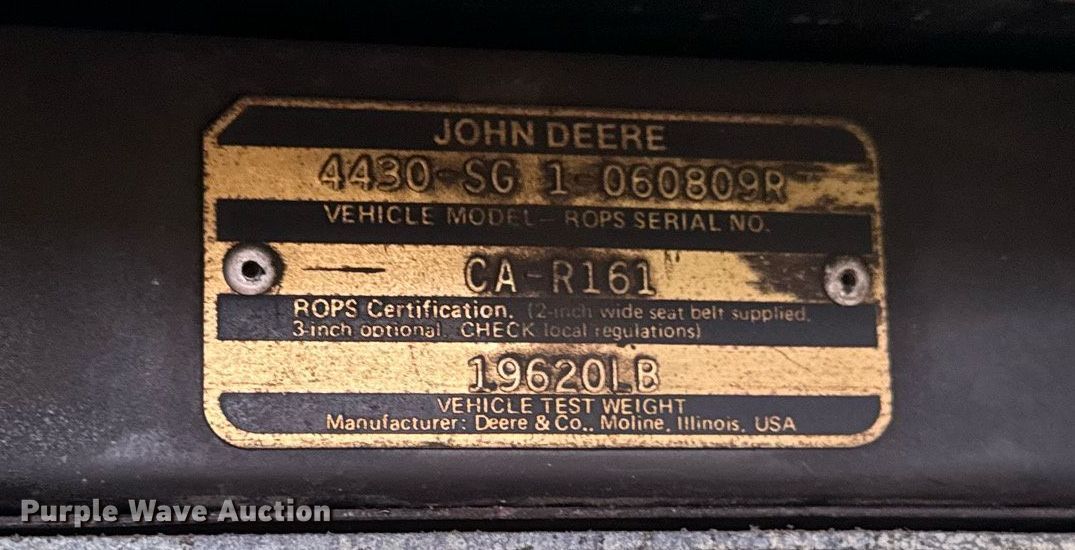 JOHN DEERE
4430-SG 1 060809R
VEHICLE MODEL - ROPS SERIAL NO.
CA-R161
ROPS Certification. (2-inch wide seat belt supplied.
3-inch optional. CHECK local regulations)
19620LB
VEHICLE TEST WEIGHT
Manufacturer: Deere & Co., Moline, Illinois, USA
Purple Wave Auction